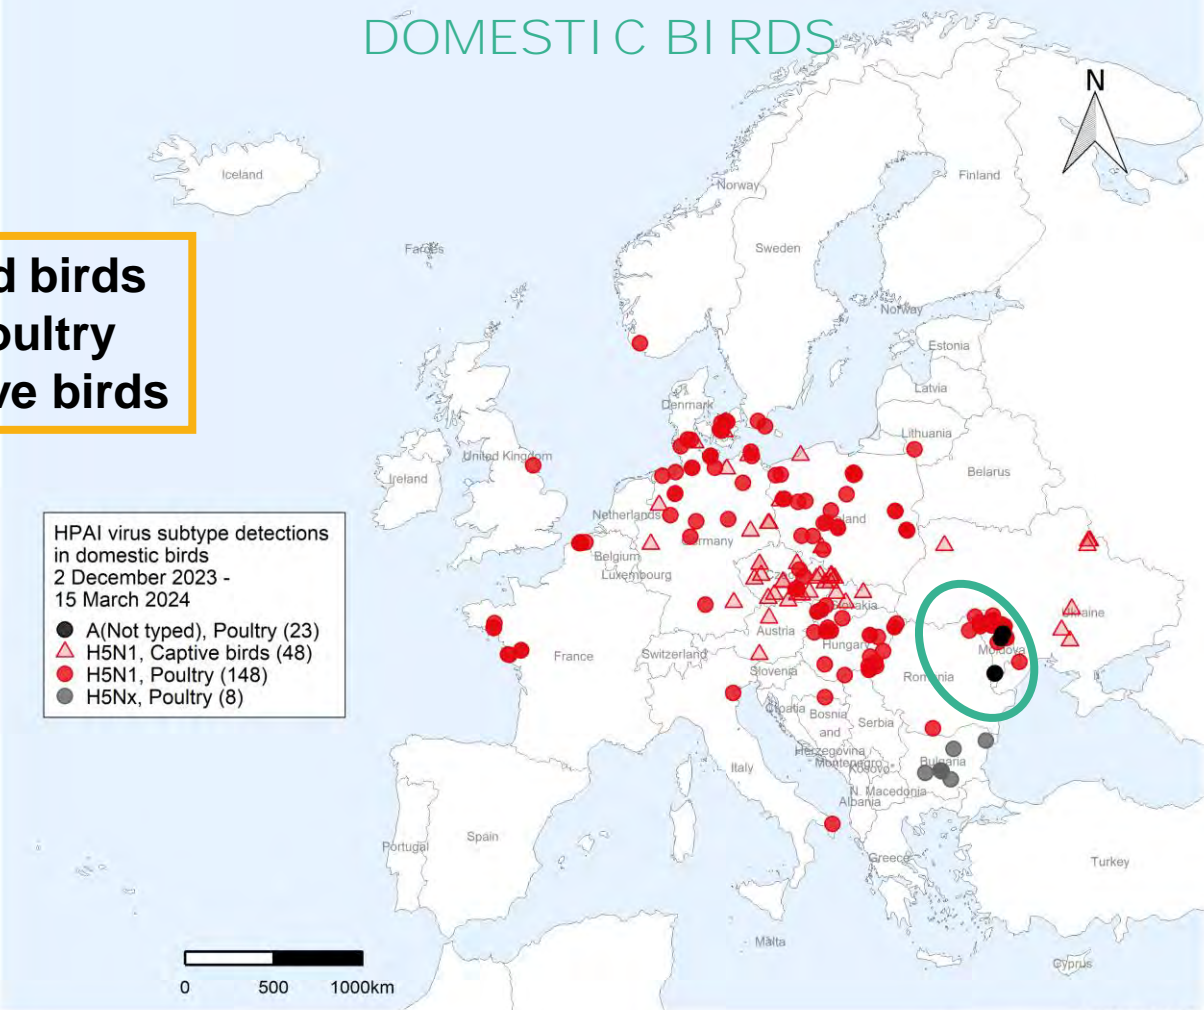 DOMESTIC BIRDS
N
Iceland
Finland
Norway
Faroes
Sweden
d birds
oultry
ve birds
Norway
Estonia
Latvia
Denmark
Lithuania
United Kingdom
Ireland
Belarus
Netherlands
Belgium
Luxembourg
Slovakia
Ukraine
Austria
Hungary
Moldova
France
Switzerland
Slovenia
Romania
Croatia
Bosnia
and
Herzegovina
Serbia
Montenegro
Kosovo
Bulgaria
Italy
N. Macedonia
Albania
Portugal
Spain
Greece
Turkey
Malta
Cyprus
HPAI virus subtype detections
in domestic birds
2 December 2023 -
15 March 2024
A(Not typed), Poultry (23)
H5N1, Captive birds (48)
H5N1, Poultry (148)
H5Nx, Poultry (8)
0 500 1000km